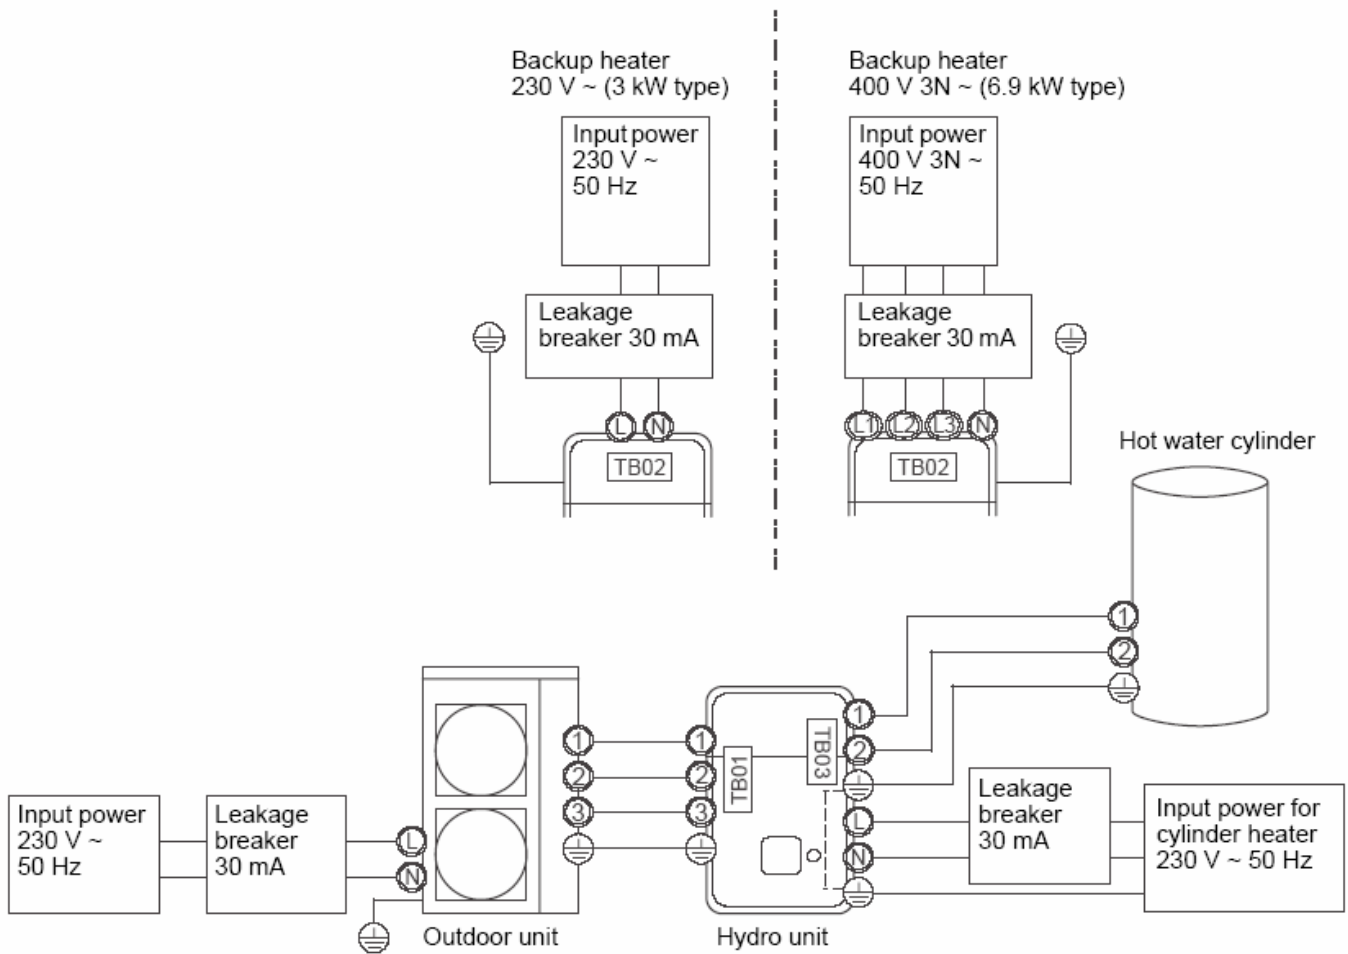 Backup heater
230 V ~ (3 kW type)
Input power
230 V ~
50 Hz
Leakage
breaker 30 mA
L N
TB02
Backup heater
400 V 3N ~ (6.9 kW type)
Input power
400 V 3N ~
50 Hz
Leakage
breaker 30 mA
L1 L2 L3 N
TB02
Hot water cylinder
1
2
Input power
230 V ~
50 Hz
Leakage
breaker
30 mA
L
N
Outdoor unit
1
2
3
1
2
3
TB01
TB03
Hydro unit
1
2
L
N
Leakage
breaker
30 mA
Input power for
cylinder heater
230 V ~ 50 Hz